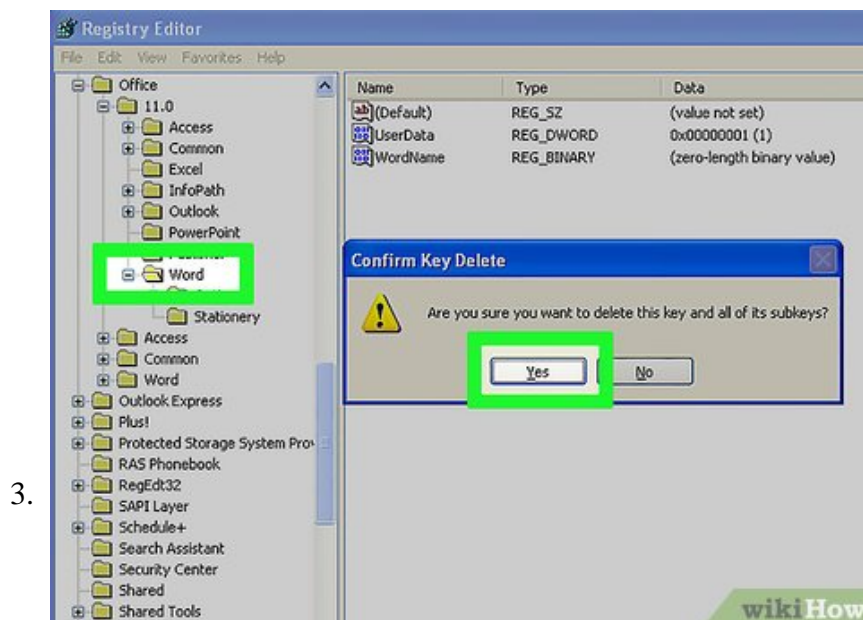 Registry Editor
File Edit View Favorites Help
Office
11.0
Access
Common
Excel
InfoPath
Outlook
PowerPoint
Word
Stationery
Access
Common
Word
Outlook Express
Plus!
Protected Storage System Pro
RAS Phonebook
RegEdt32
SAPI Layer
Schedule+
Search Assistant
Security Center
Shared
Shared Tools
Name Type Data
(Default) REG_SZ (value not set)
UserData REG_DWORD 0x00000001 (1)
WordName REG_BINARY (zero-length binary value)
Confirm Key Delete
Are you sure you want to delete this key and all of its subkeys?
Yes No
3.
wikiHow